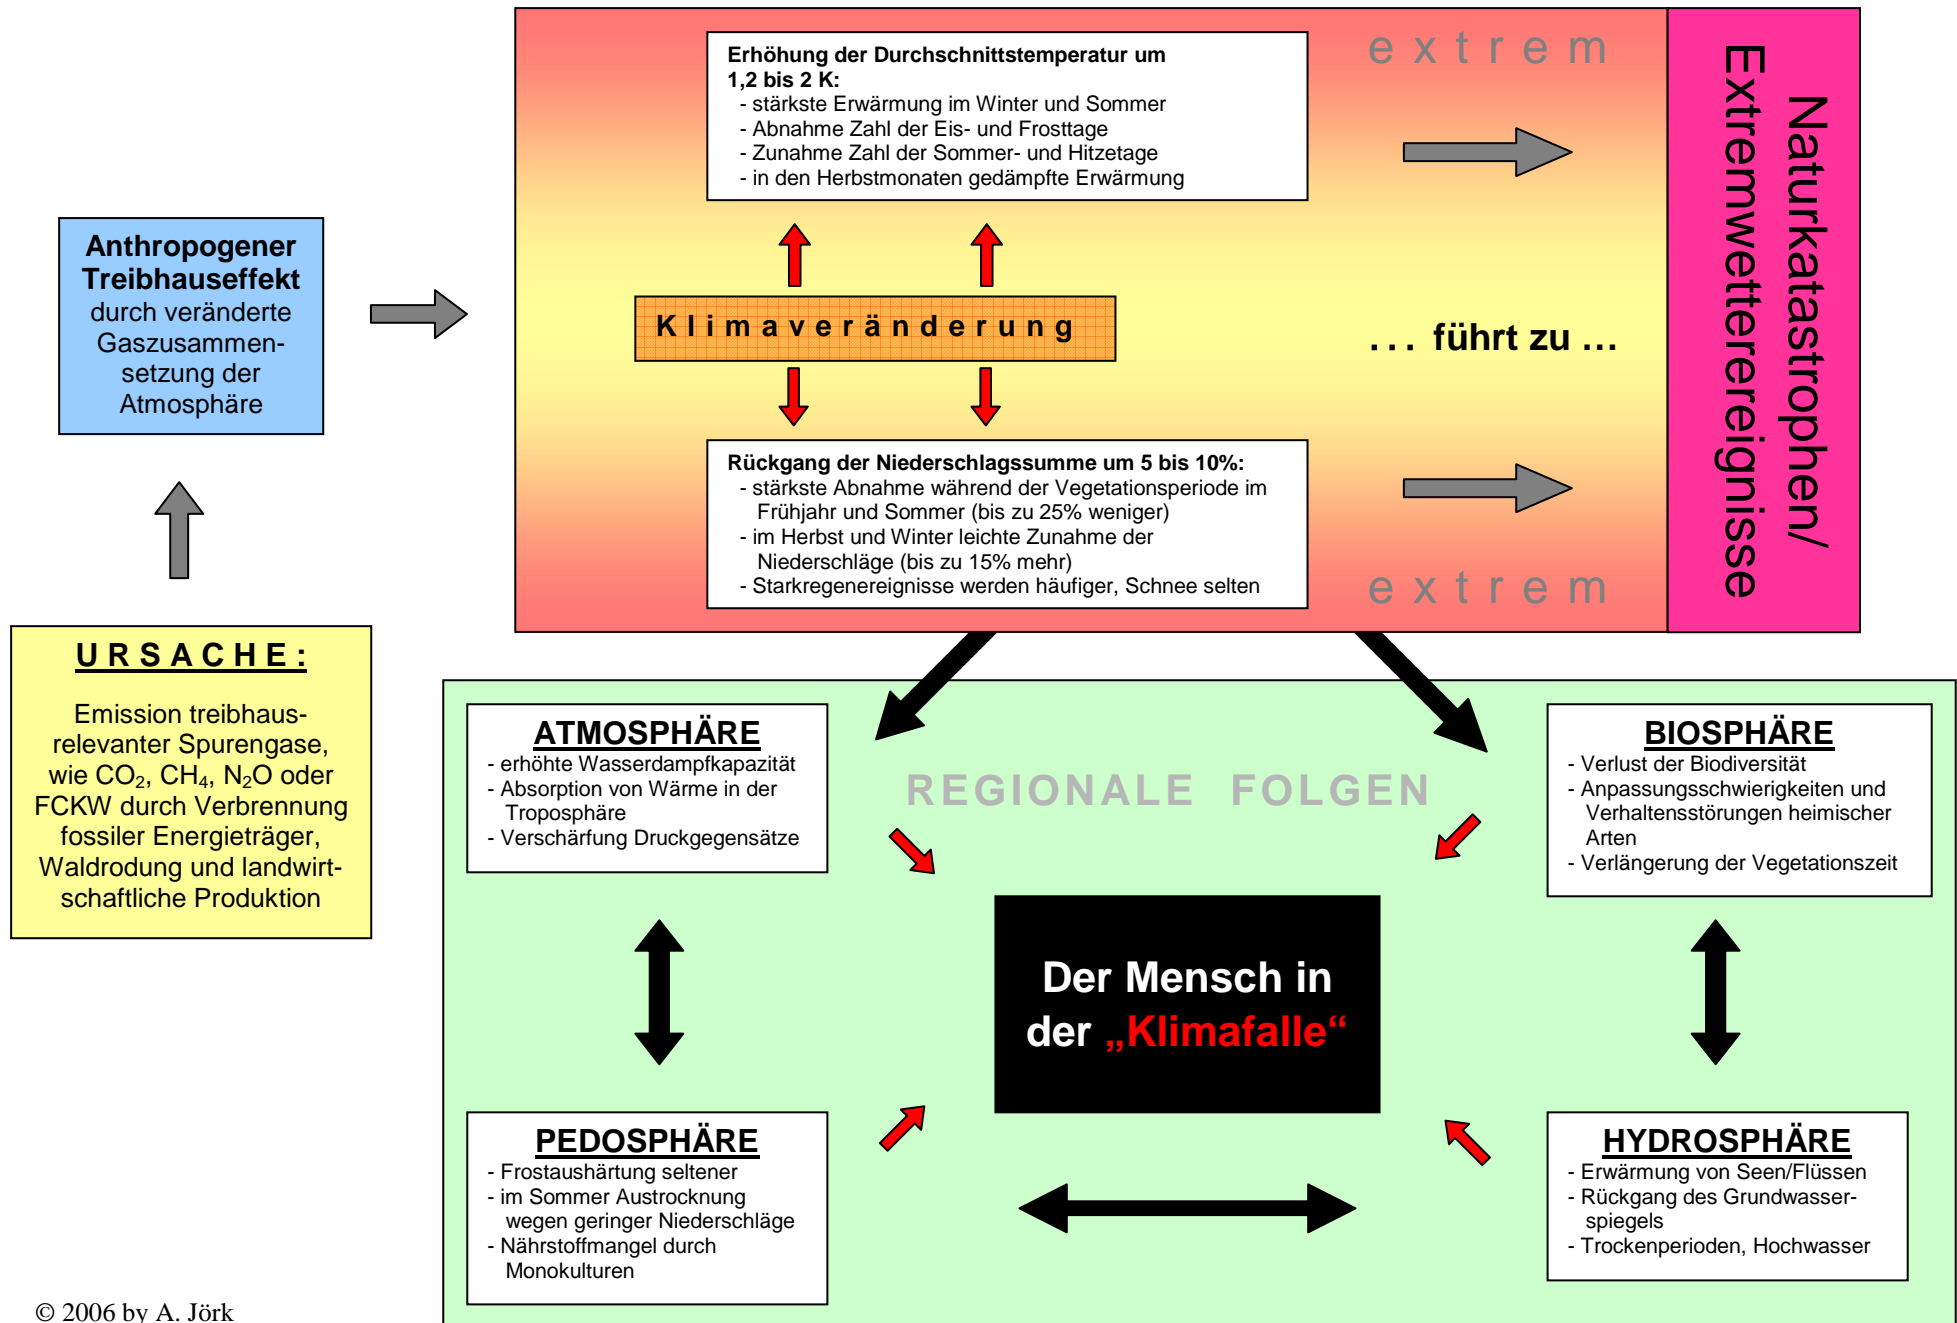 Erhöhung der Durchschnittstemperatur um
1,2 bis 2 K:
- stärkste Erwärmung im Winter und Sommer
- Abnahme Zahl der Eis- und Frosttage
- Zunahme Zahl der Sommer- und Hitzetage
- in den Herbstmonaten gedämpfte Erwärmung
extrem
Naturkatastrophen/
Extremwetterereignisse
Anthropogener
Treibhauseffekt
durch veränderte
Gaszusammen-
setzung der
Atmosphäre
Klimaveränderung
... führt zu ...
Rückgang der Niederschlagssumme um 5 bis 10%:
- stärkste Abnahme während der Vegetationsperiode im
Frühjahr und Sommer (bis zu 25% weniger)
- im Herbst und Winter leichte Zunahme der
Niederschläge (bis zu 15% mehr)
- Starkregenereignisse werden häufiger, Schnee selten
extrem
URSACHE:
Emission treibhaus-
relevanter Spurengase,
wie CO₂, CH₄, N₂O oder
FCKW durch Verbrennung
fossiler Energieträger,
Waldrodung und landwirt-
schaftliche Produktion
ATMOSPHÄRE
- erhöhte Wasserdampfkapazität
- Absorption von Wärme in der
Troposphäre
- Verschärfung Druckgegensätze
REGIONALE FOLGEN
BIOSPHÄRE
- Verlust der Biodiversität
- Anpassungsschwierigkeiten und
Verhaltensstörungen heimischer
Arten
- Verlängerung der Vegetationszeit
Der Mensch in
der „Klimafalle“
PEDOSPHÄRE
- Frostaushärtung seltener
- im Sommer Austrocknung
wegen geringer Niederschläge
- Nährstoffmangel durch
Monokulturen
HYDROSPHÄRE
- Erwärmung von Seen/Flüssen
- Rückgang des Grundwasser-
spiegels
- Trockenperioden, Hochwasser
© 2006 by A. Jörk